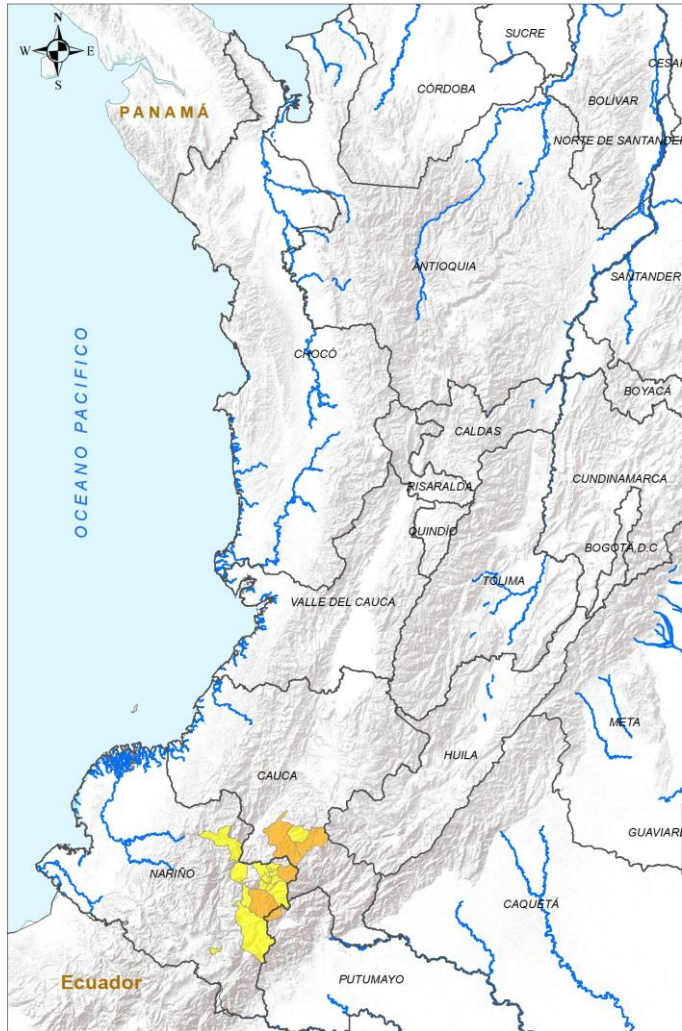 N
W E
S
SUCRE
CESAR
CÓRDOBA
BOLÍVAR
PANAMÁ
NORTE DE SANTANDER
ANTIOQUIA
SANTANDER
OCEANO PACIFICO
CHOCÓ
BOYACÁ
CALDAS
CUNDINAMARCA
RISARALDA
QUINDÍO
BOGOTÁ, D.C
TOLIMA
VALLE DEL CAUCA
META
HUILA
CAUCA
GUAVIARE
NARIÑO
CAQUETÁ
Ecuador
PUTUMAYO